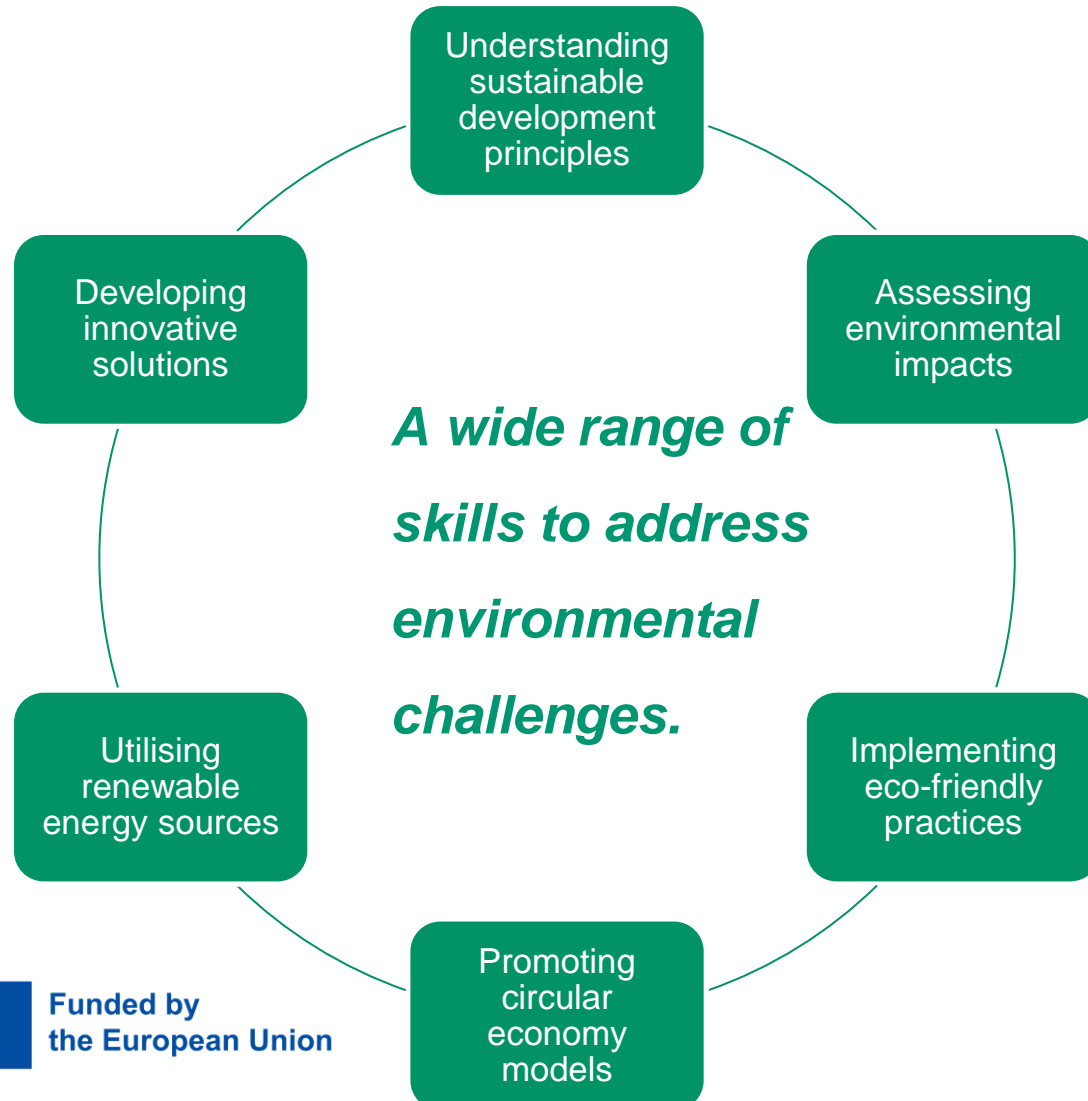 Understanding
sustainable
development
principles
Assessing
environmental
impacts
Implementing
eco-friendly
practices
Promoting
circular
economy
models
Utilising
renewable
energy sources
Developing
innovative
solutions
A wide range of
skills to address
environmental
challenges.
Funded by
the European Union